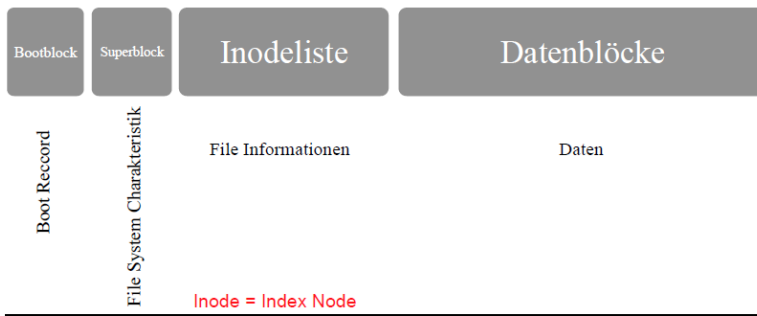 Bootblock
Superblock
Inodeliste
Datenblöcke
Boot Reccord
File System Charakteristik
File Informationen
Daten
Inode = Index Node